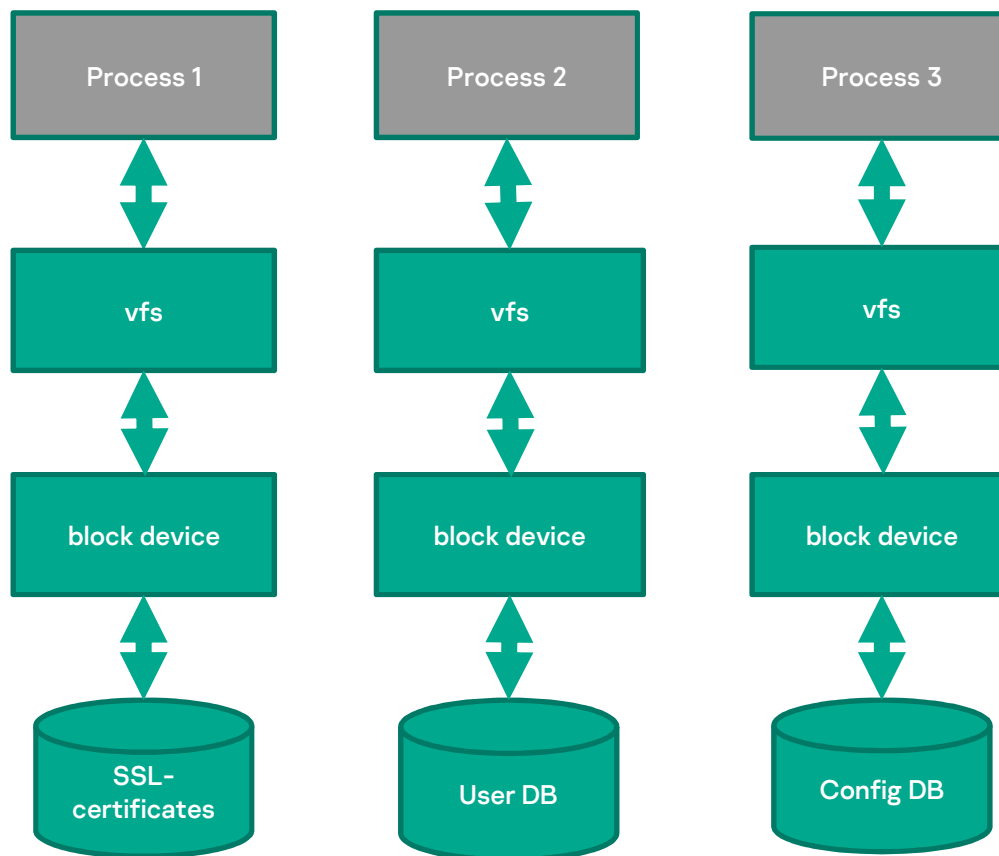 Process 1
Process 2
Process 3
vfs
vfs
vfs
block device
block device
block device
SSL-
certificates
User DB
Config DB